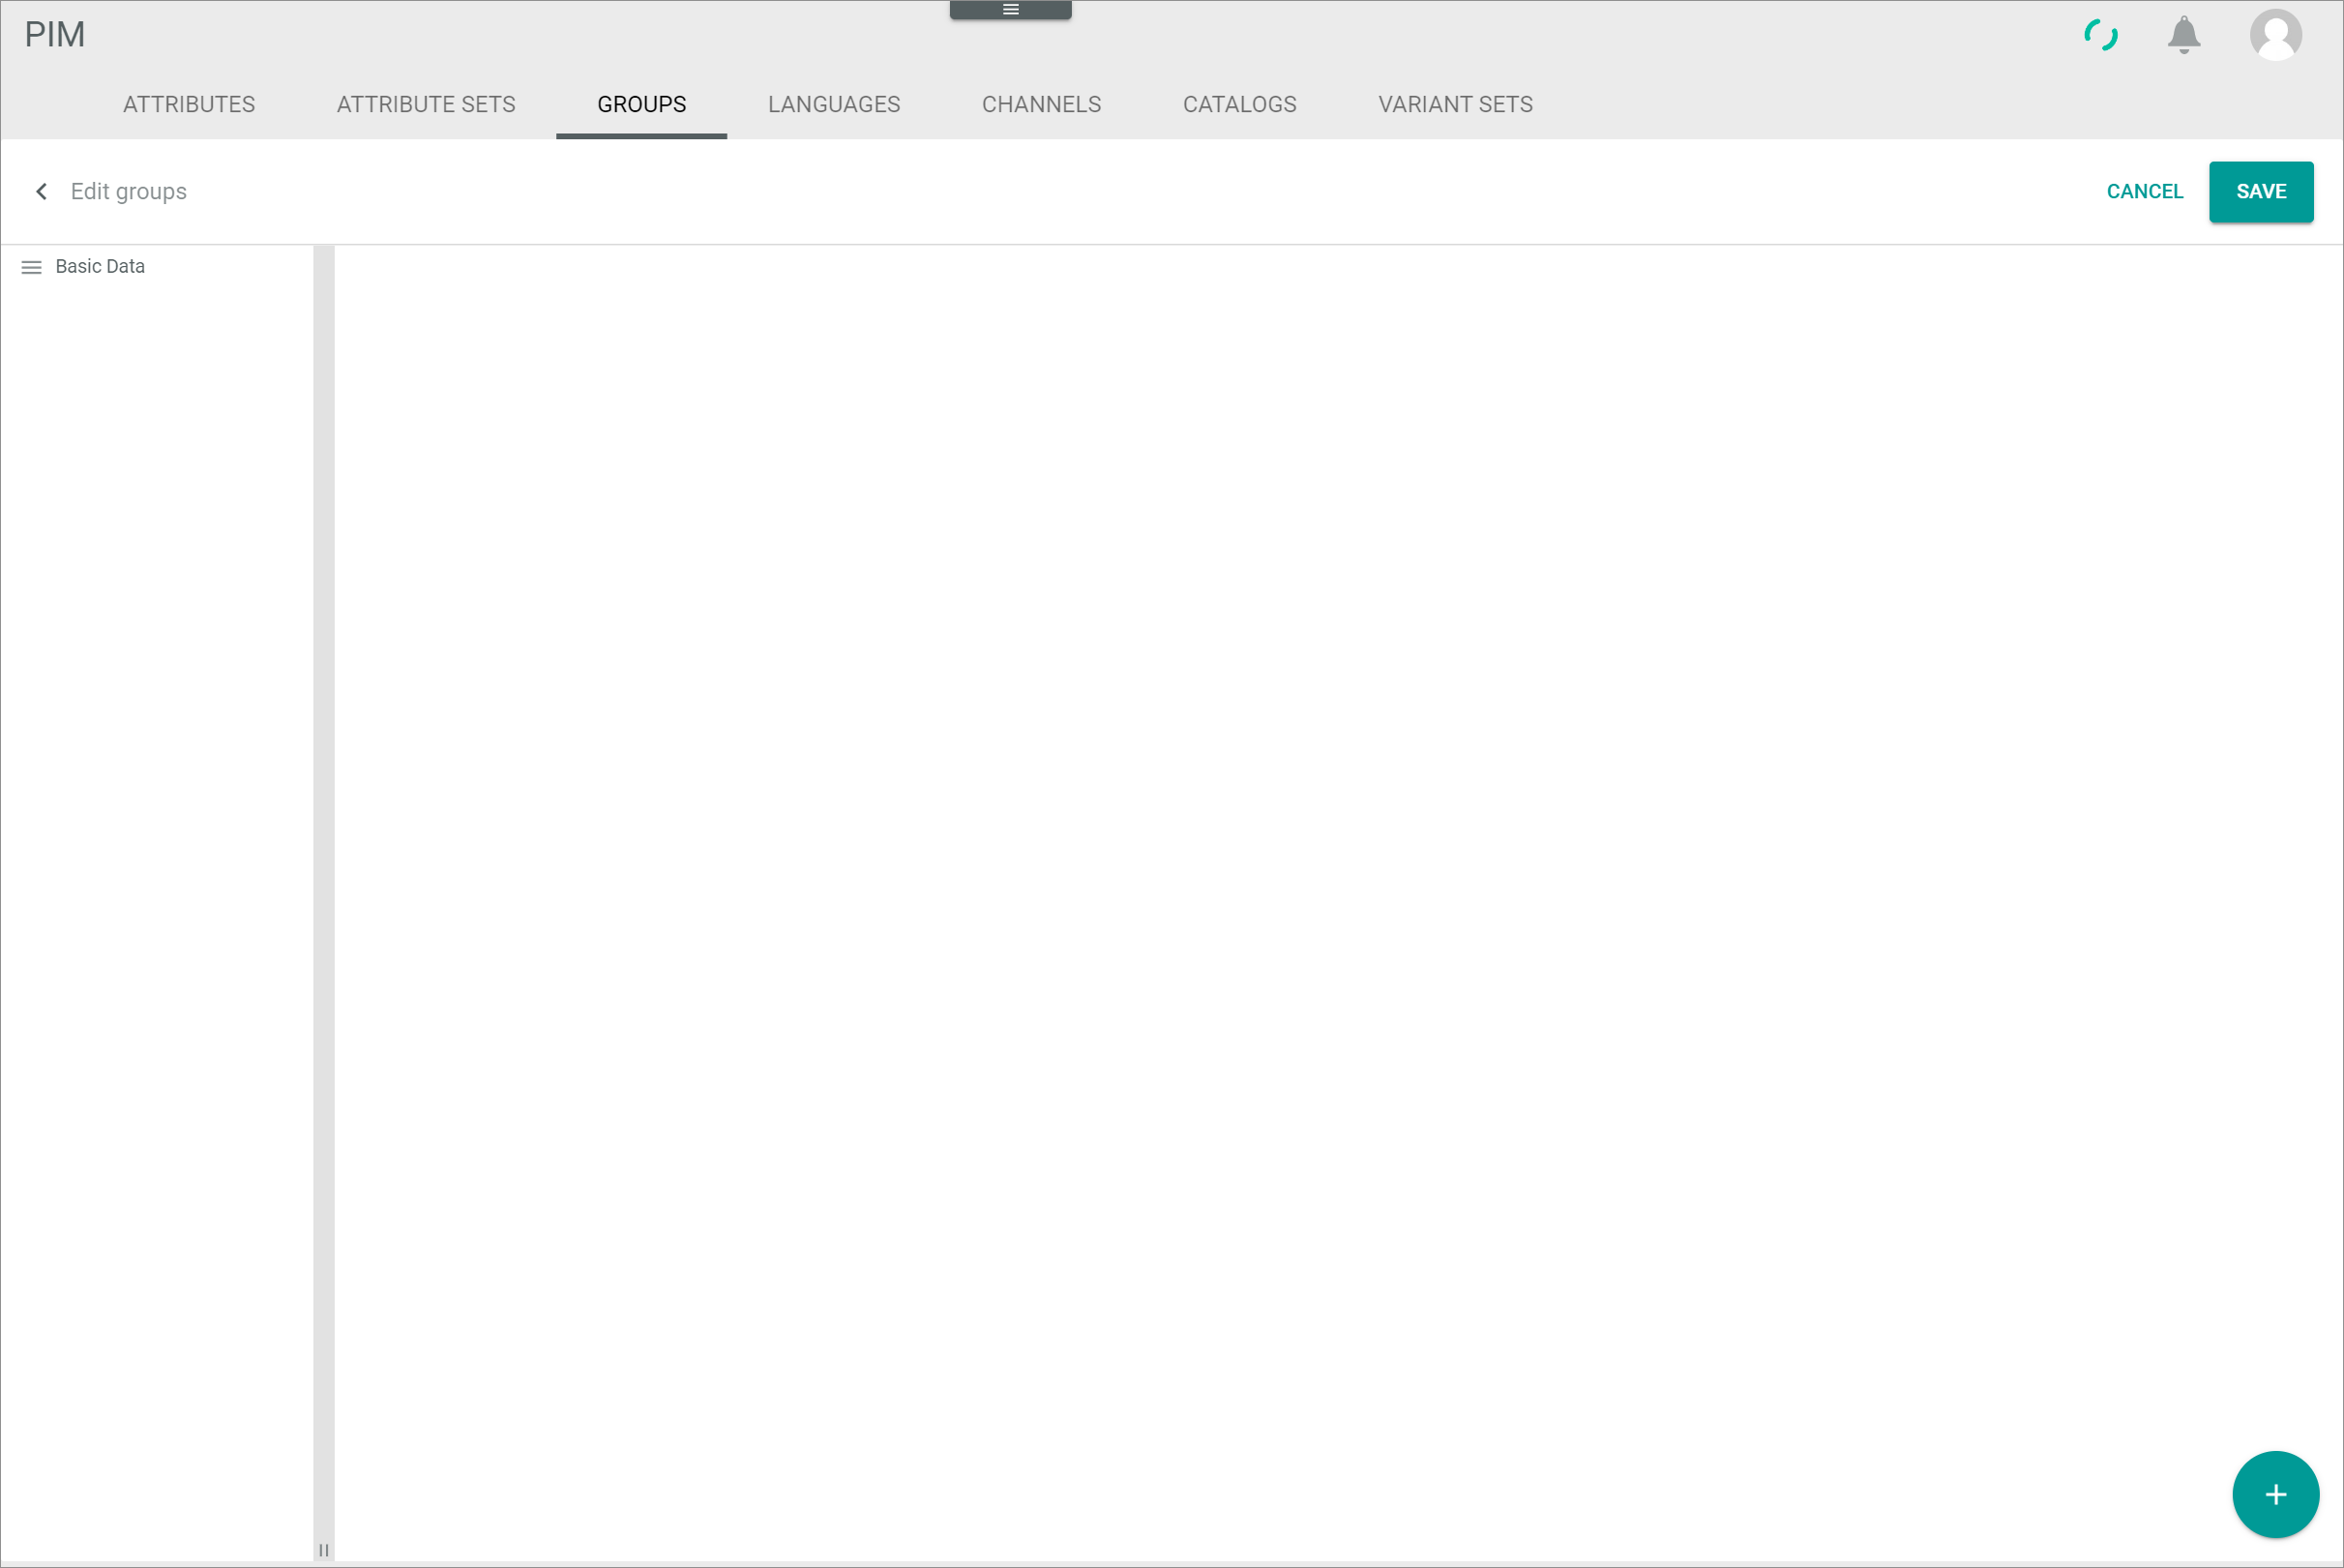 PIM
ATTRIBUTES ATTRIBUTE SETS GROUPS LANGUAGES CHANNELS CATALOGS VARIANT SETS
Edit groups CANCEL SAVE
Basic Data